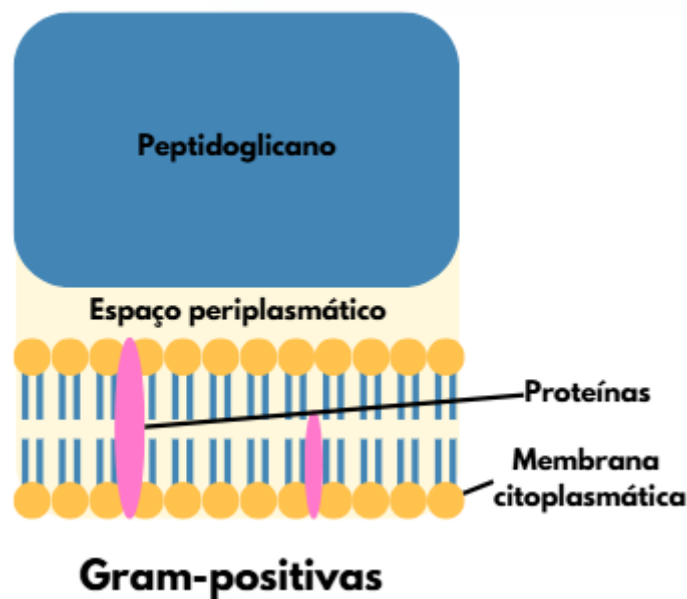 Peptidoglicano
Espaço periplasmático
Proteínas
Membrana
citoplasmática
Gram-positivas